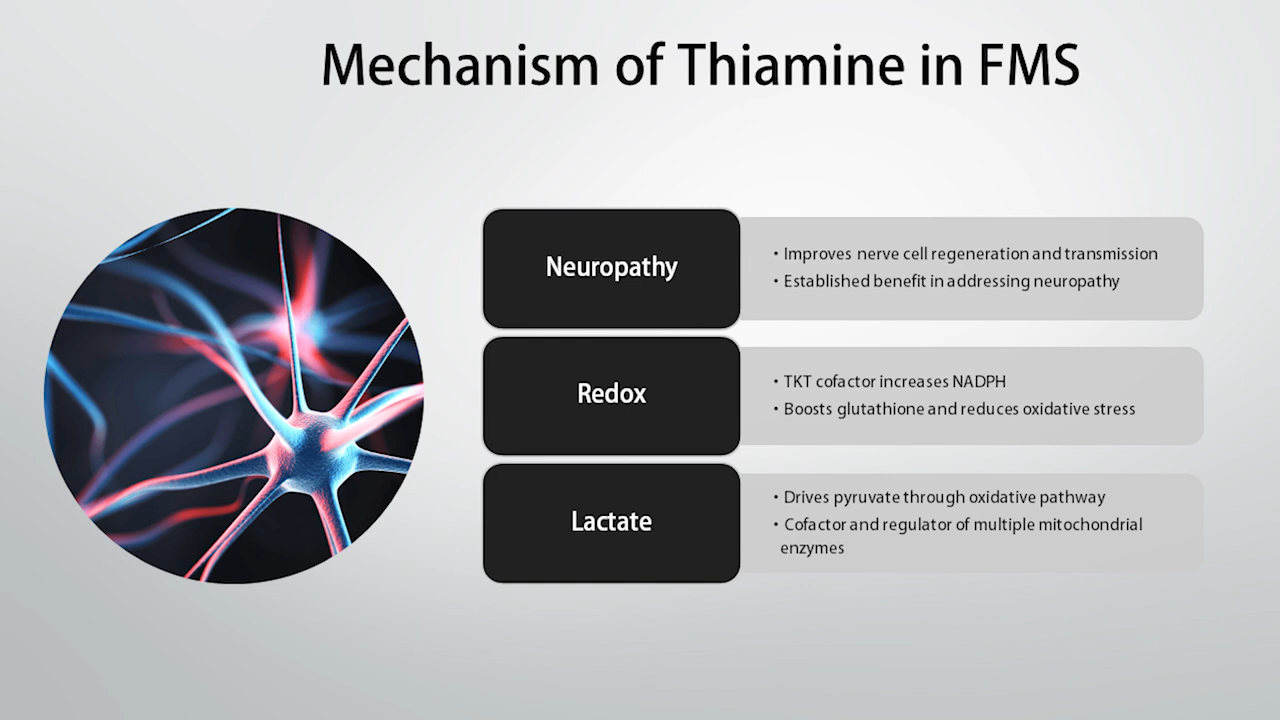 Mechanism of Thiamine in FMS
Neuropathy
• Improves nerve cell regeneration and transmission
• Established benefit in addressing neuropathy
Redox
• TKT cofactor increases NADPH
• Boosts glutathione and reduces oxidative stress
Lactate
• Drives pyruvate through oxidative pathway
• Cofactor and regulator of multiple mitochondrial
enzymes